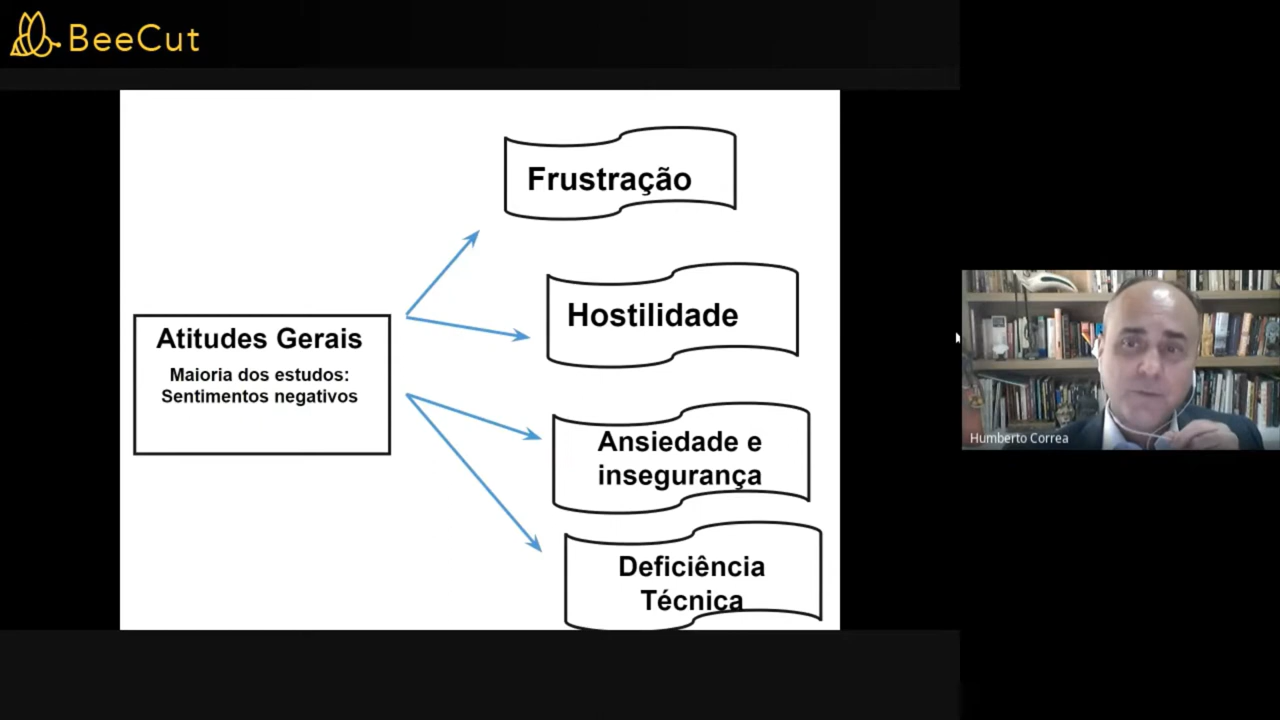 BeeCut
Frustração
Hostilidade
Atitudes Gerais
Maioria dos estudos:
Sentimentos negativos
Ansiedade e
insegurança
Deficiência
Técnica
Humberto Correa